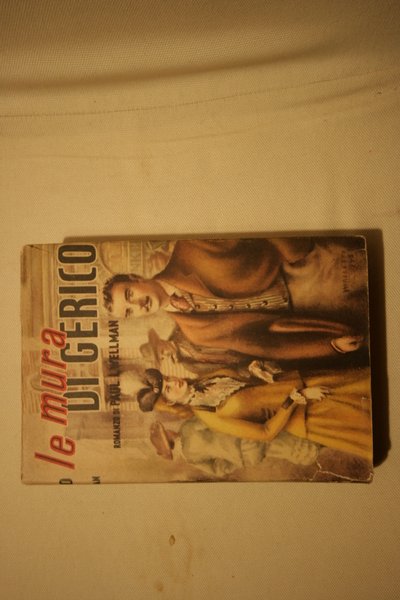 le mura
DI GERICO
ROMANZO DI PAUL I. WELLMAN